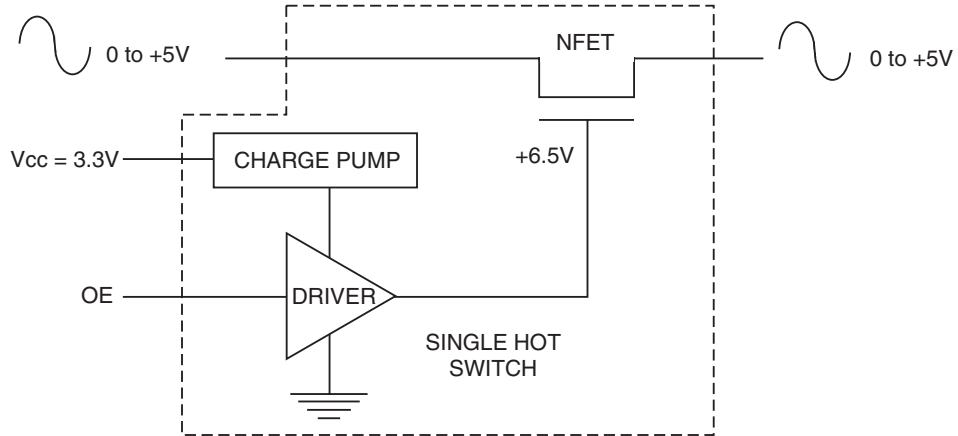 0 to +5V
NFET
0 to +5V
Vcc = 3.3V
CHARGE PUMP
+6.5V
OE
DRIVER
SINGLE HOT
SWITCH